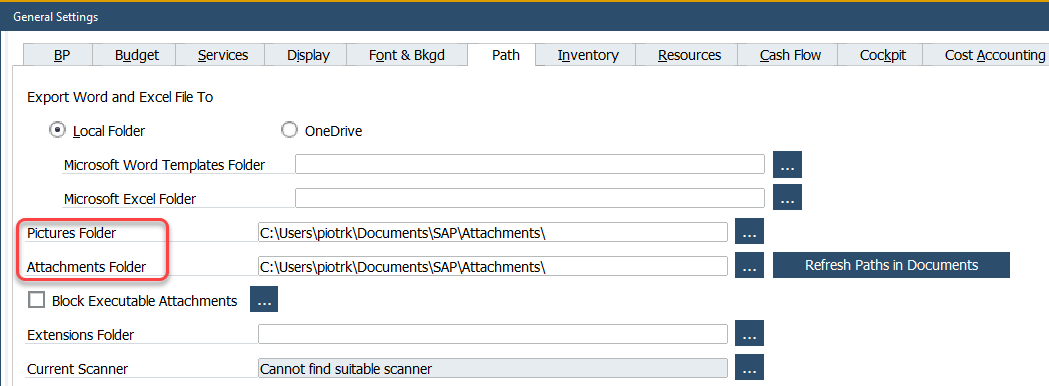 General Settings
BP Budget Services Display Font & Bkgd Path Inventory Resources Cash Flow Cockpit Cost Accounting
Export Word and Excel File To
Local Folder OneDrive
Microsoft Word Templates Folder ...
Microsoft Excel Folder ...
Pictures Folder C:\Users\piotrk\Documents\SAP\Attachments\ ...
Attachments Folder C:\Users\piotrk\Documents\SAP\Attachments\ ... Refresh Paths in Documents
Block Executable Attachments ...
Extensions Folder ...
Current Scanner Cannot find suitable scanner ...